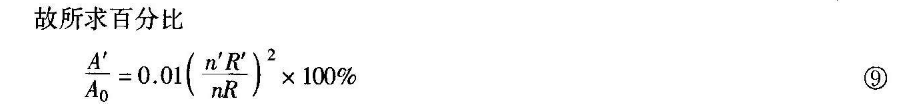 故所求百分比
A′/A₀ = 0.01(n′R′/nR)² × 100% ⑨